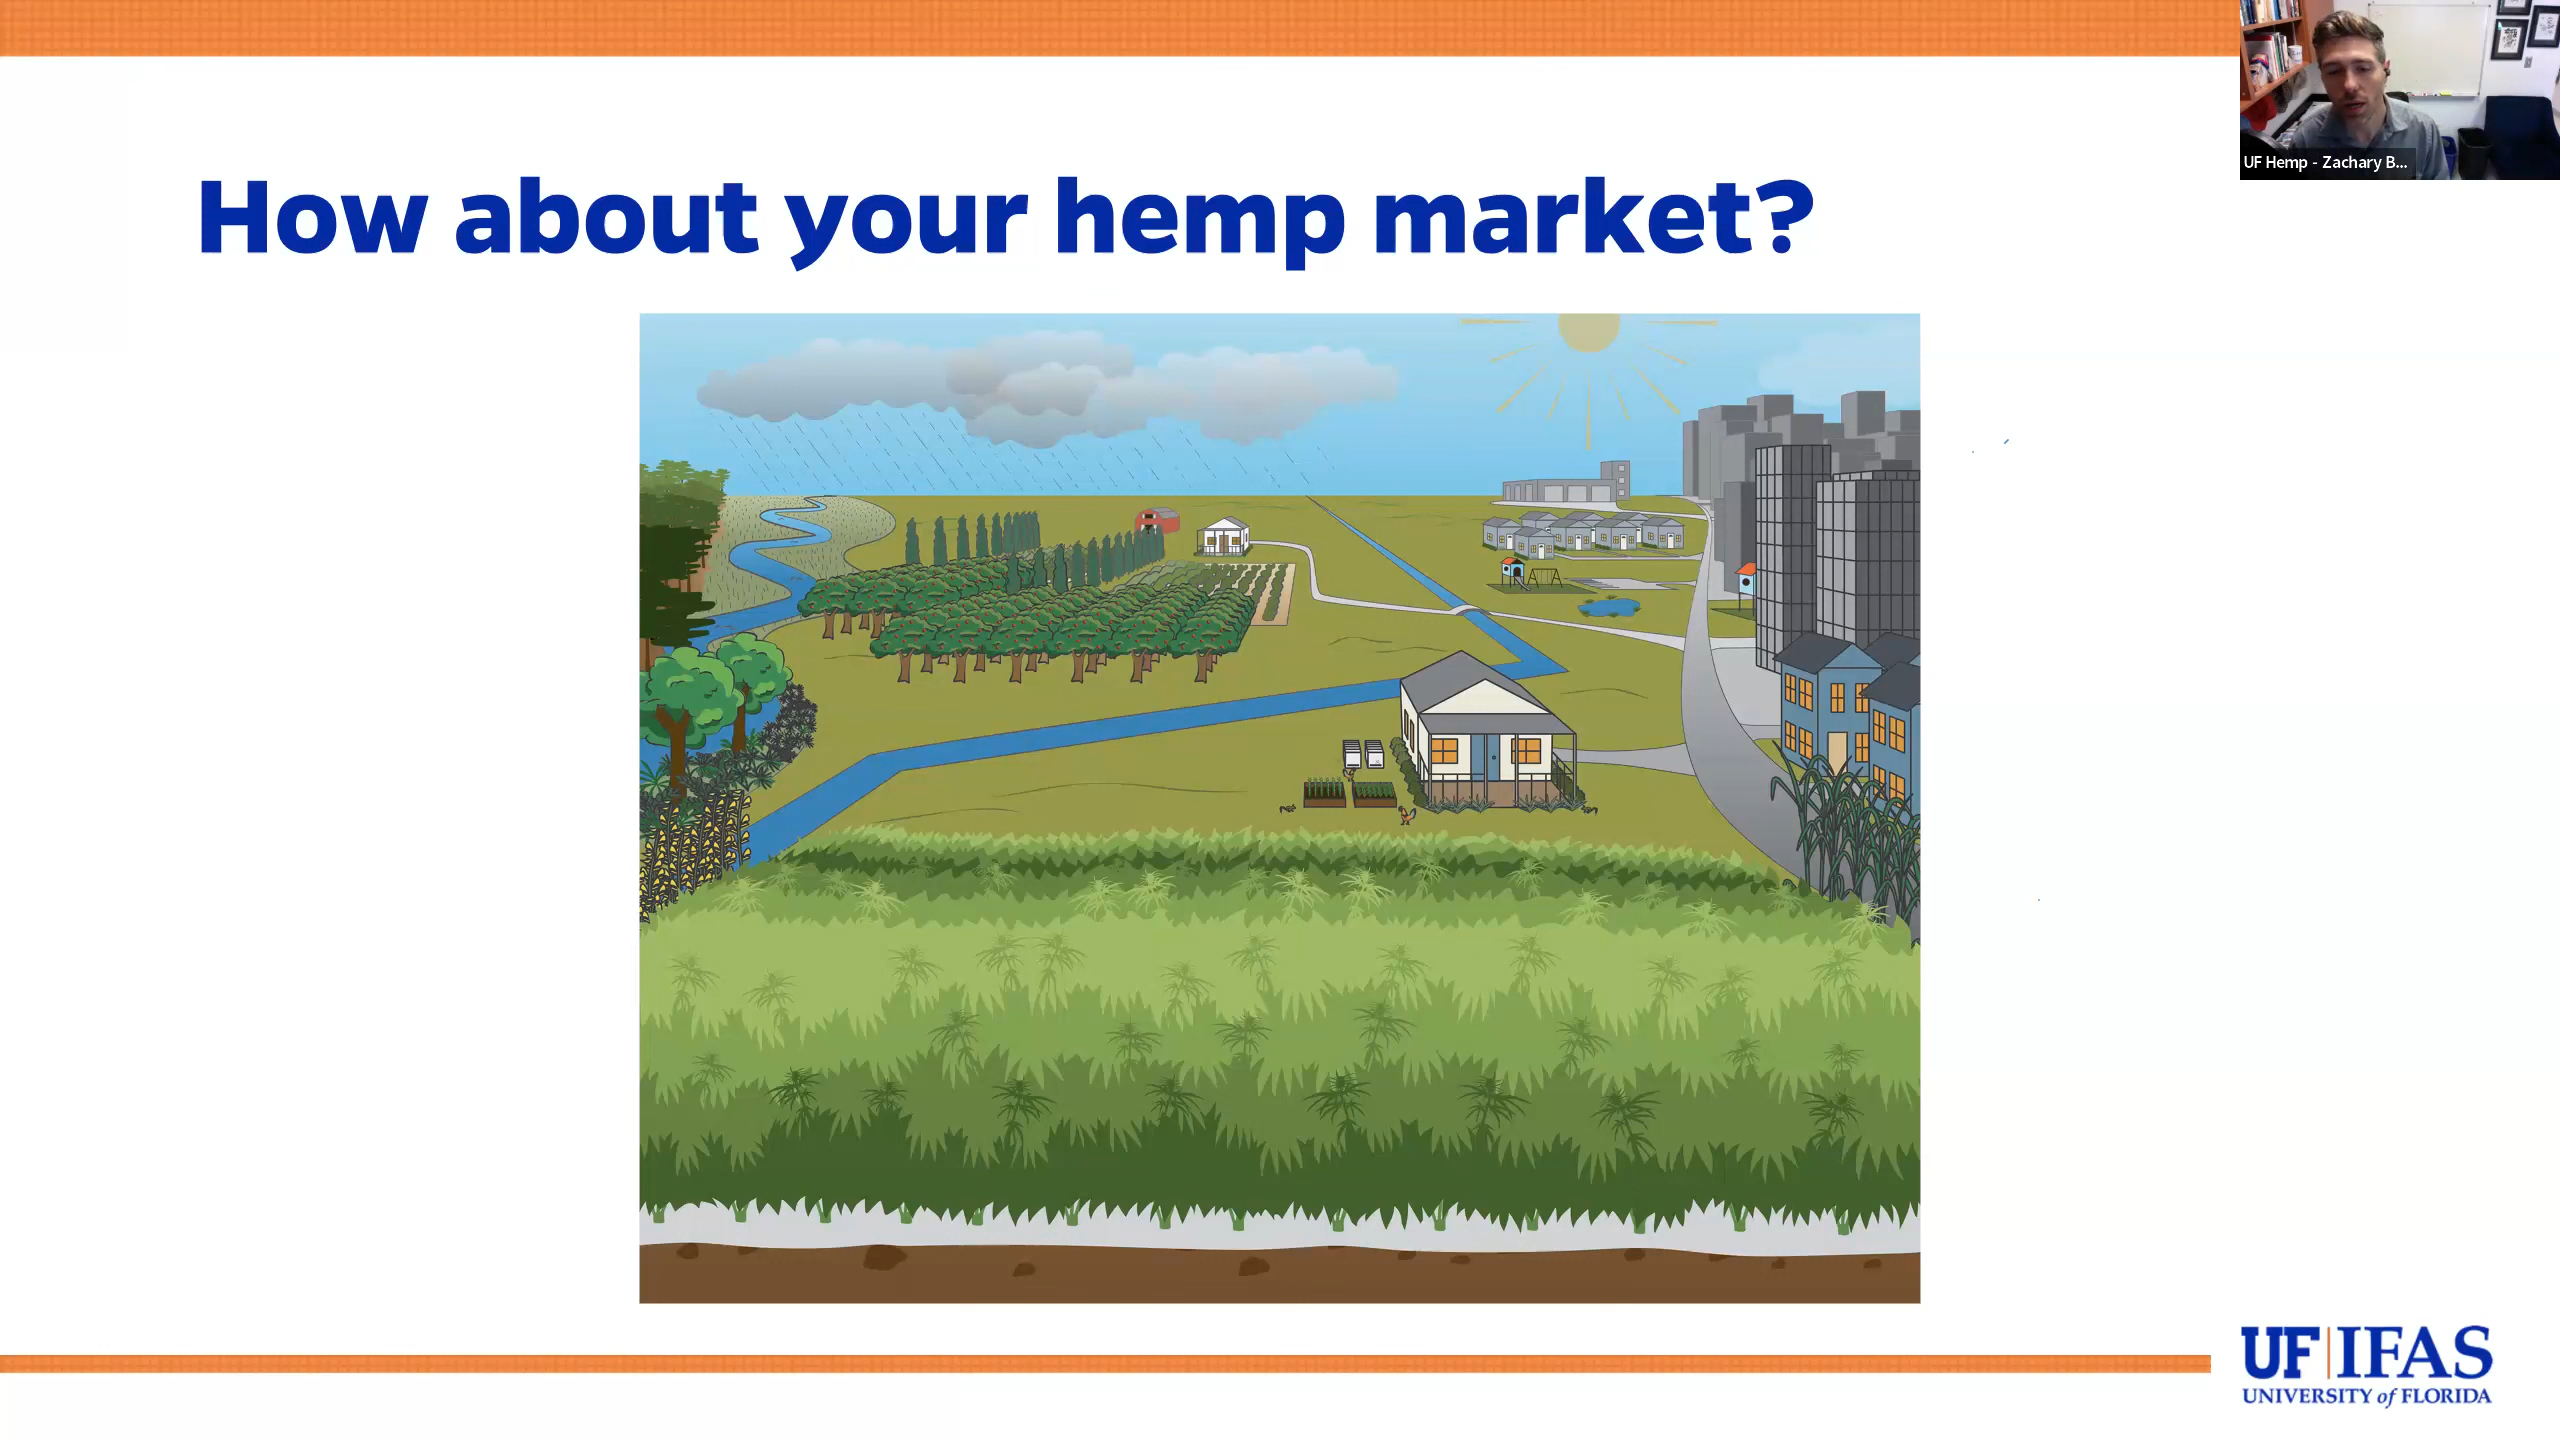 UF Hemp - Zachary B...
How about your hemp market?
UF|IFAS
UNIVERSITY of FLORIDA